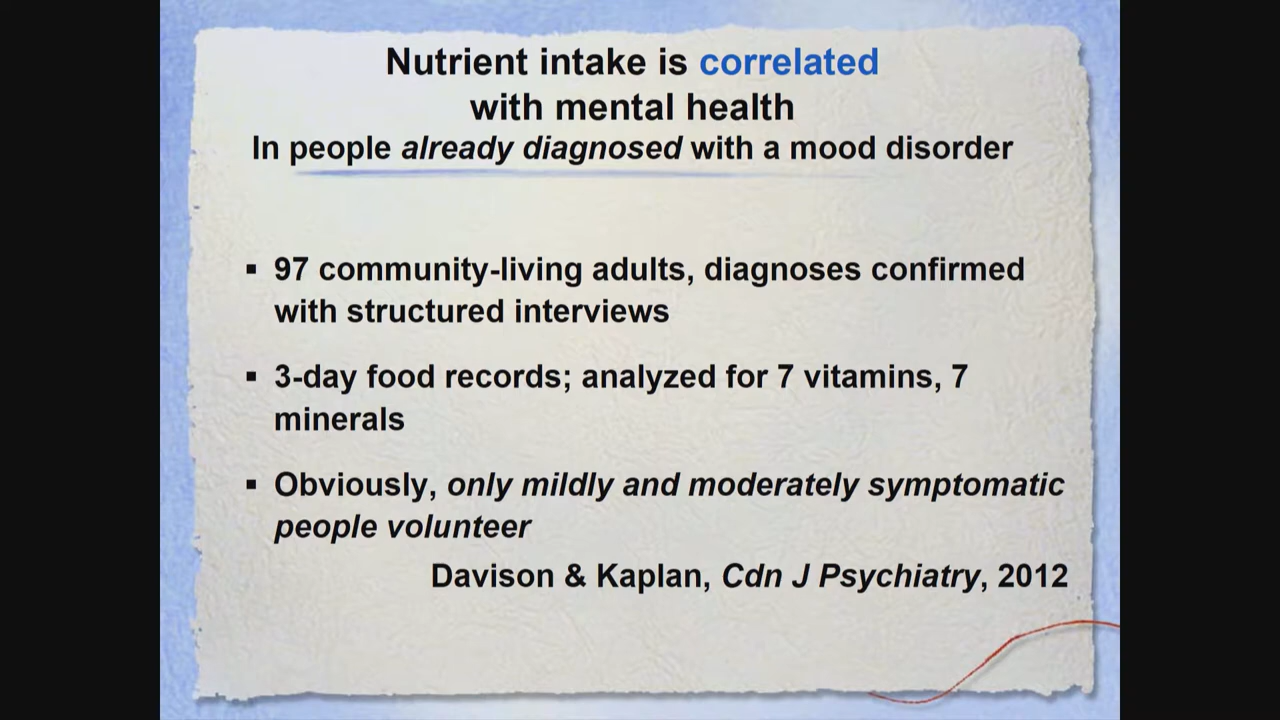 Nutrient intake is correlated
with mental health
In people already diagnosed with a mood disorder
▪ 97 community-living adults, diagnoses confirmed
with structured interviews
▪ 3-day food records; analyzed for 7 vitamins, 7
minerals
▪ Obviously, only mildly and moderately symptomatic
people volunteer
Davison & Kaplan, Cdn J Psychiatry, 2012